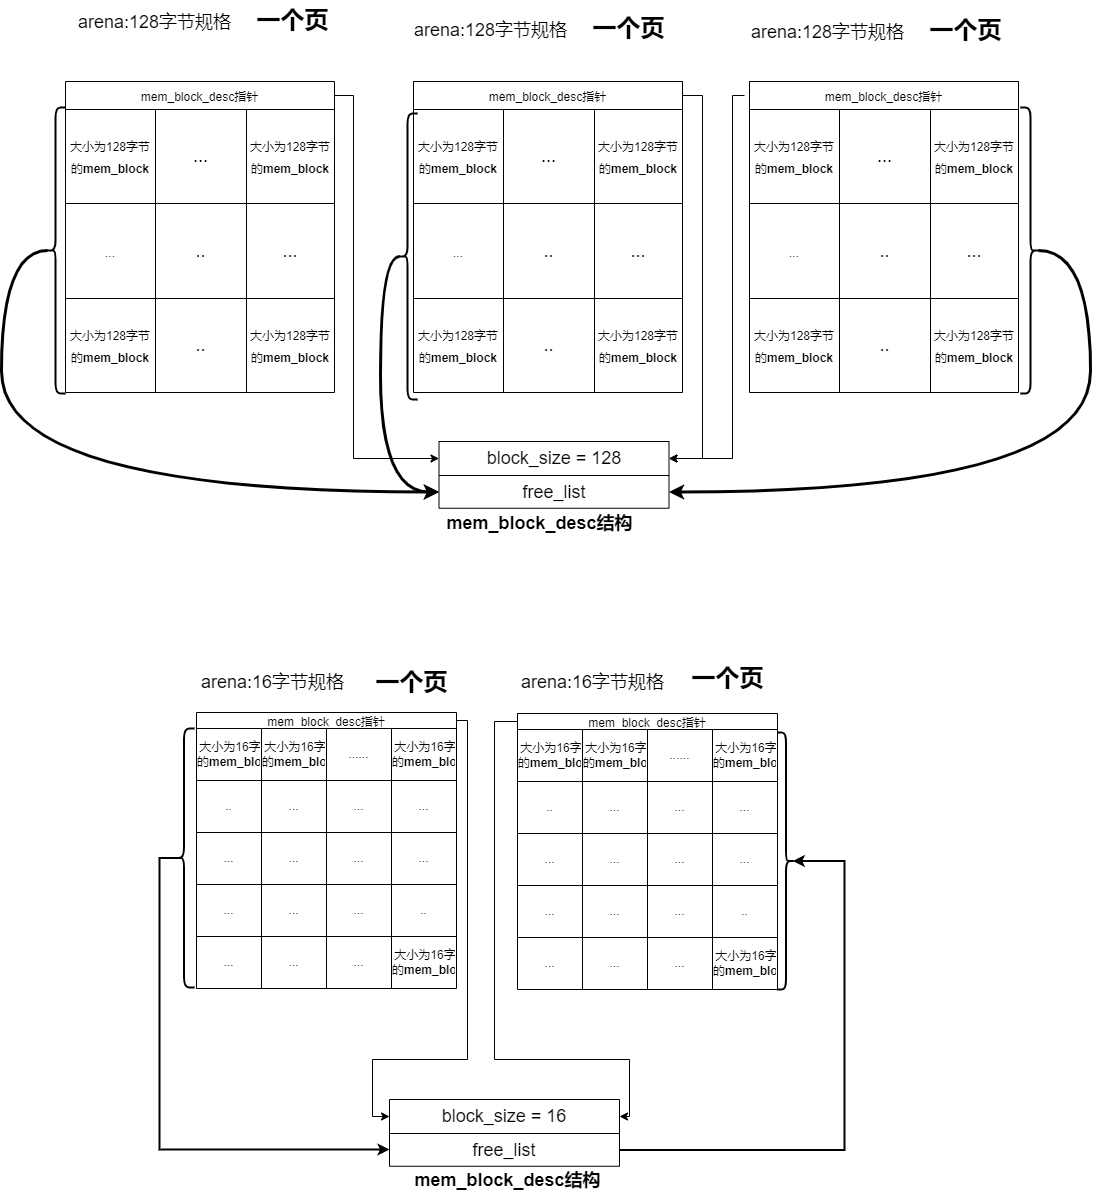 arena:128字节规格 一个页
arena:128字节规格 一个页
arena:128字节规格 一个页
mem_block_desc指针
mem_block_desc指针
mem_block_desc指针
大小为128字节
的mem_block
...
大小为128字节
的mem_block
大小为128字节
的mem_block
...
大小为128字节
的mem_block
大小为128字节
的mem_block
...
大小为128字节
的mem_block
...
..
...
...
..
...
...
..
...
大小为128字节
的mem_block
..
大小为128字节
的mem_block
大小为128字节
的mem_block
..
大小为128字节
的mem_block
大小为128字节
的mem_block
..
大小为128字节
的mem_block
block_size = 128
free_list
mem_block_desc结构
arena:16字节规格 一个页
arena:16字节规格 一个页
mem_block_desc指针
mem_block_desc指针
大小为16字
的mem_blo
大小为16字
的mem_blo
......
大小为16字
的mem_blo
大小为16字
的mem_blo
大小为16字
的mem_blo
......
大小为16字
的mem_blo
..
...
...
...
..
...
...
...
...
...
...
...
...
...
...
...
...
...
...
..
...
...
...
..
...
...
...
大小为16字
的mem_blo
...
...
...
大小为16字
的mem_blo
block_size = 16
free_list
mem_block_desc结构